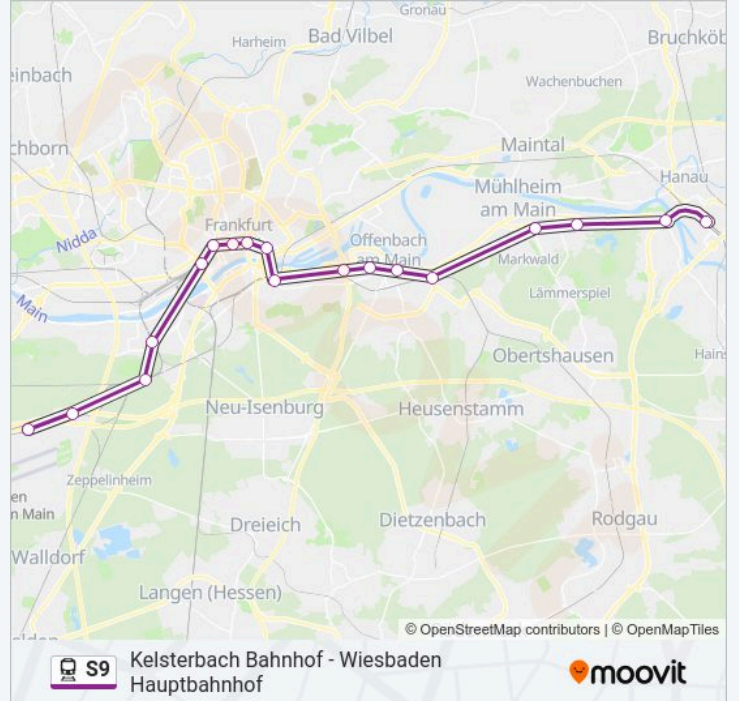 Gronau
Harheim
Bad Vilbel
Bruchköb
einbach
Wachenbuchen
chborn
Maintal
Hanau
Mühlheim
am Main
Frankfurt
Nidda
Offenbach
am Main
Markwald
Main
Lämmerspiel
Obertshausen
Hains
Neu-Isenburg
Heusenstamm
Zeppelinheim
en
n Main
Dreieich
Dietzenbach
Rodgau
Walldorf
Langen (Hessen)
© OpenStreetMap contributors | © OpenMapTiles
S9
Kelsterbach Bahnhof - Wiesbaden
Hauptbahnhof
moovit